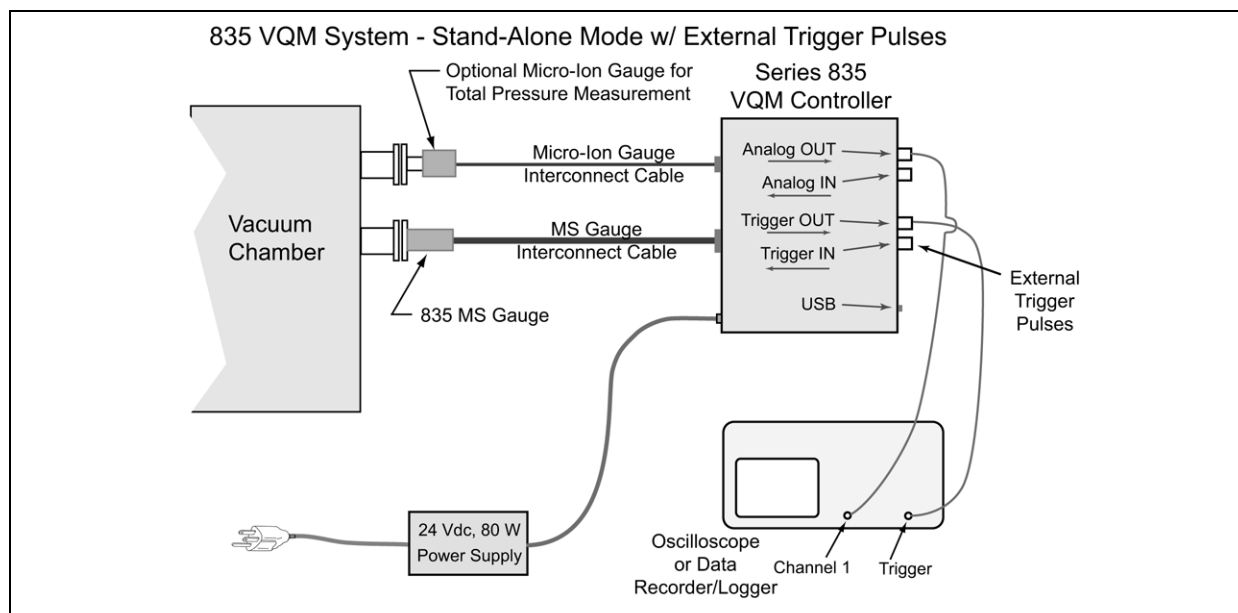 835 VQM System - Stand-Alone Mode w/ External Trigger Pulses
Optional Micro-Ion Gauge for
Total Pressure Measurement
Series 835
VQM Controller
Micro-Ion Gauge
Interconnect Cable
Analog OUT
Analog IN
Vacuum
Chamber
MS Gauge
Interconnect Cable
Trigger OUT
Trigger IN
835 MS Gauge
USB
External
Trigger
Pulses
24 Vdc, 80 W
Power Supply
Oscilloscope
or Data
Recorder/Logger
Channel 1
Trigger